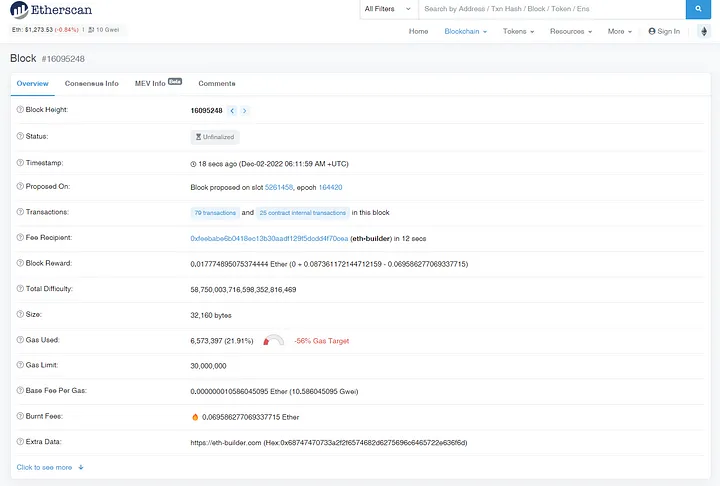 Etherscan
All Filters
Search by Address / Txn Hash / Block / Token / Ens
Eth: $1,273.53 (-0.84%) | 10 Gwei
Home Blockchain Tokens Resources More Sign In
Block #16095248
Overview Consensus Info MEV Info Beta Comments
Block Height: 16095248
Status: Unfinalized
Timestamp: 18 secs ago (Dec-02-2022 06:11:59 AM +UTC)
Proposed On: Block proposed on slot 5261458, epoch 164420
Transactions: 79 transactions and 25 contract internal transactions in this block
Fee Recipient: 0xfeebabe6b0418ec13b30aadf129f5dcdd4f70cea (eth-builder) in 12 secs
Block Reward: 0.017774895075374444 Ether (0 + 0.087361172144712159 - 0.069586277069337715)
Total Difficulty: 58,750,003,716,598,352,816,469
Size: 32,160 bytes
Gas Used: 6,573,397 (21.91%) -56% Gas Target
Gas Limit: 30,000,000
Base Fee Per Gas: 0.000000010586045095 Ether (10.586045095 Gwei)
Burnt Fees: 0.069586277069337715 Ether
Extra Data: https://eth-builder.com (Hex:0x68747470733a2f2f6574682d6275696c6465722e636f6d)
Click to see more